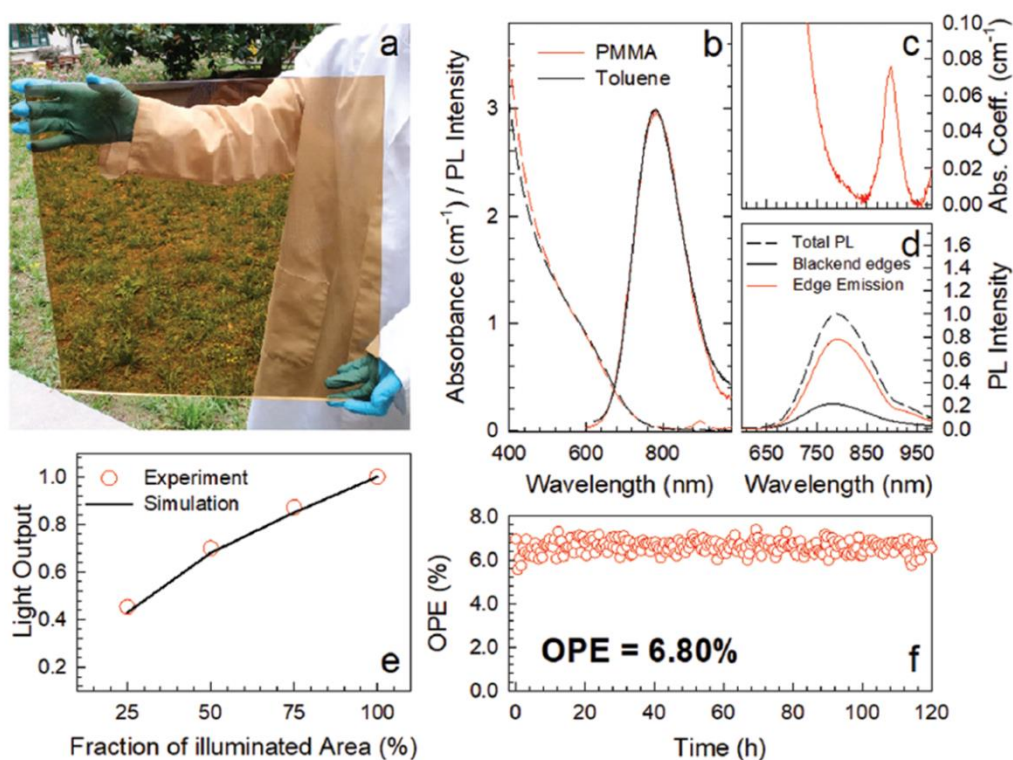 a
b
PMMA
Toluene
Absorbance (cm⁻¹) / PL Intensity
3
2
1
0
400
600
800
Wavelength (nm)
c
0.10
0.08
0.06
0.04
0.02
0.00
Abs. Coeff. (cm⁻¹)
d
Total PL
Blackend edges
Edge Emission
1.6
1.4
1.2
1.0
0.8
0.6
0.4
0.2
0.0
PL Intensity
650
750
850
950
Wavelength (nm)
Experiment
Simulation
Light Output
1.0
0.8
0.6
0.4
0.2
e
25
50
75
100
Fraction of illuminated Area (%)
OPE (%)
8.0
6.0
4.0
2.0
0.0
OPE = 6.80%
f
0
20
40
60
80
100
120
Time (h)